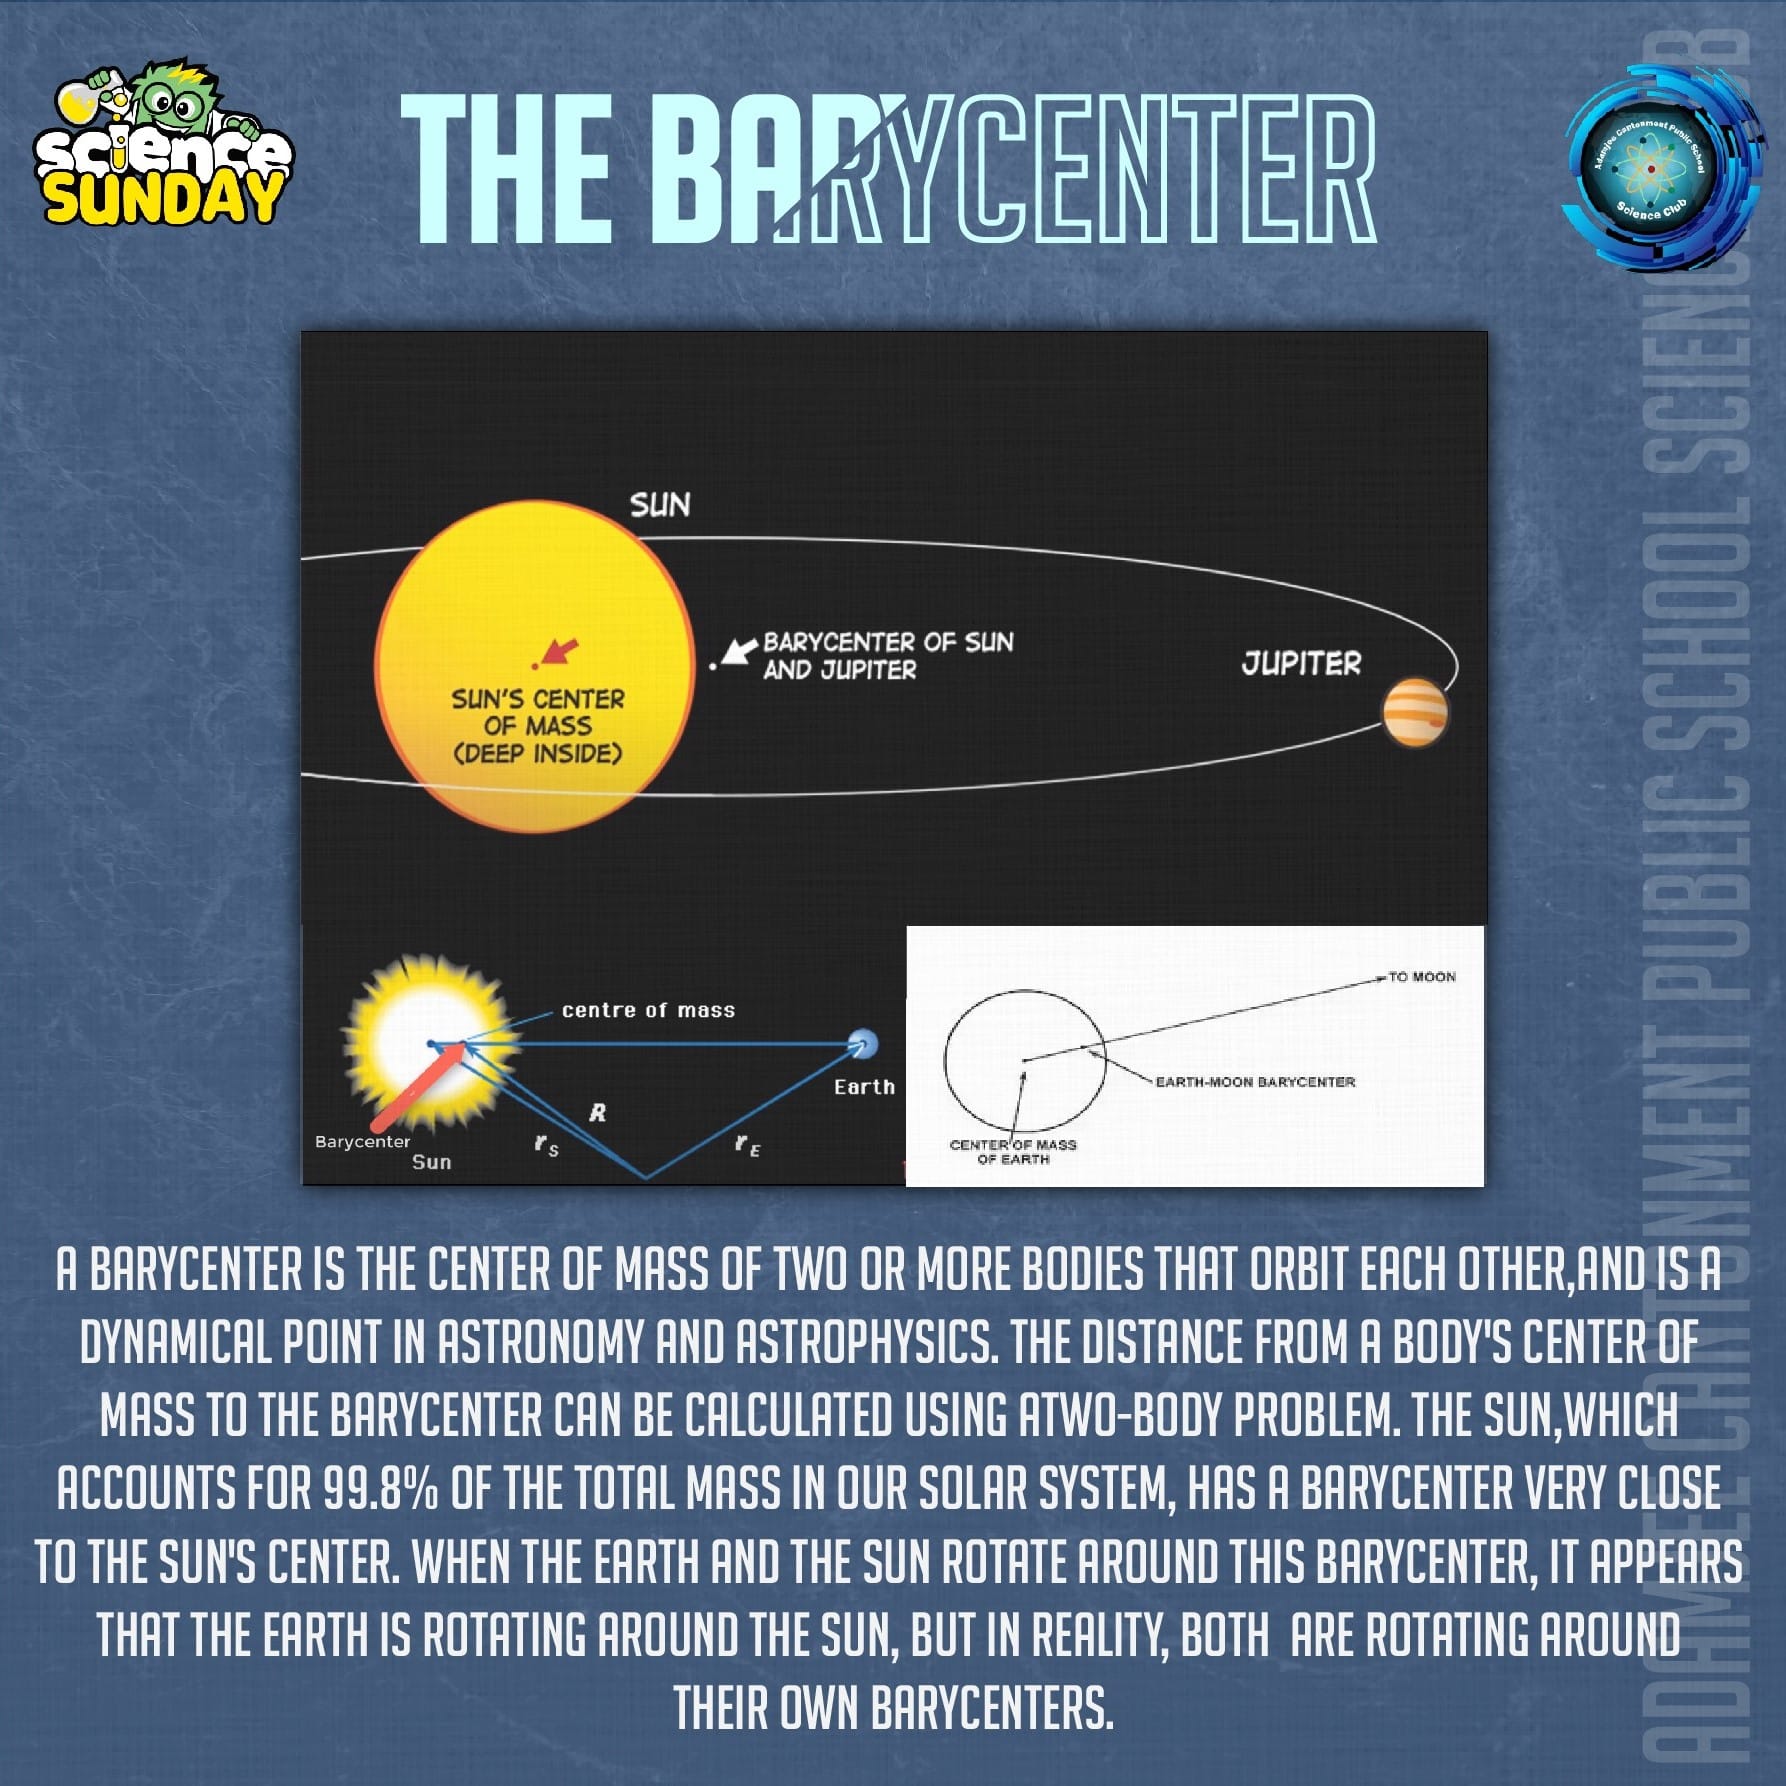 science
SUNDAY
THE BARYCENTER
Adamjee Cantonment Public School
Science Club
SUN
BARYCENTER OF SUN
AND JUPITER
JUPITER
SUN'S CENTER
OF MASS
(DEEP INSIDE)
centre of mass
Earth
R
Barycenter
r S
r E
Sun
TO MOON
EARTH-MOON BARYCENTER
CENTER OF MASS
OF EARTH
A BARYCENTER IS THE CENTER OF MASS OF TWO OR MORE BODIES THAT ORBIT EACH OTHER,AND IS A
DYNAMICAL POINT IN ASTRONOMY AND ASTROPHYSICS. THE DISTANCE FROM A BODY'S CENTER OF
MASS TO THE BARYCENTER CAN BE CALCULATED USING ATWO-BODY PROBLEM. THE SUN,WHICH
ACCOUNTS FOR 99.8% OF THE TOTAL MASS IN OUR SOLAR SYSTEM, HAS A BARYCENTER VERY CLOSE
TO THE SUN'S CENTER. WHEN THE EARTH AND THE SUN ROTATE AROUND THIS BARYCENTER, IT APPEARS
THAT THE EARTH IS ROTATING AROUND THE SUN, BUT IN REALITY, BOTH  ARE ROTATING AROUND
THEIR OWN BARYCENTERS.
ADAMJEE CANTONMENT PUBLIC SCHOOL SCIENCE CLUB